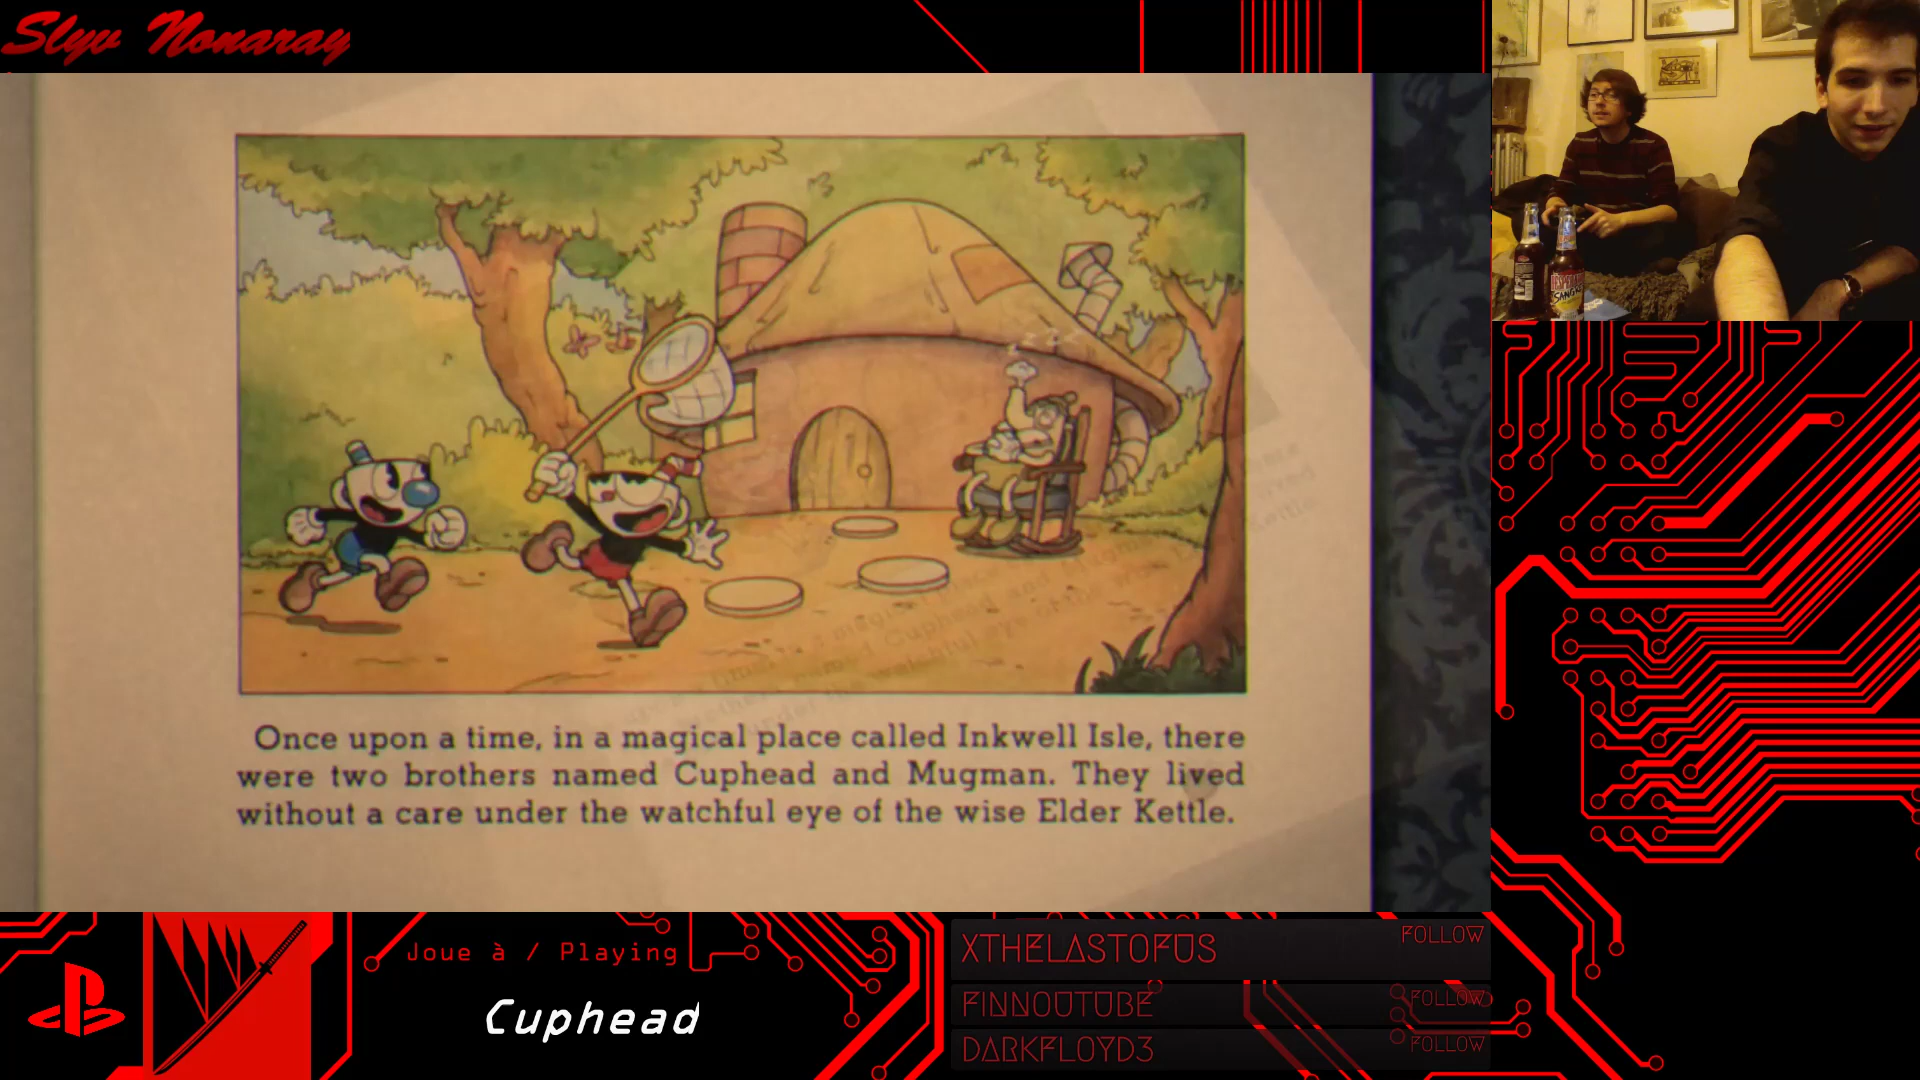 Slyv Nonaray
zzzz
Once upon a time, in a magical place called Inkwell Isle, there
were two brothers named Cuphead and Mugman. They lived
without a care under the watchful eye of the wise Elder Kettle.
Joue à / Playing
Cuphead
XTHELASTOFUS FOLLOW
FINNOUTUBE FOLLOW
DARKFLOYD3 FOLLOW